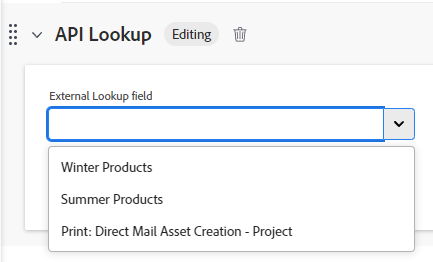 API Lookup Editing
External Lookup field
Winter Products
Summer Products
Print: Direct Mail Asset Creation - Project